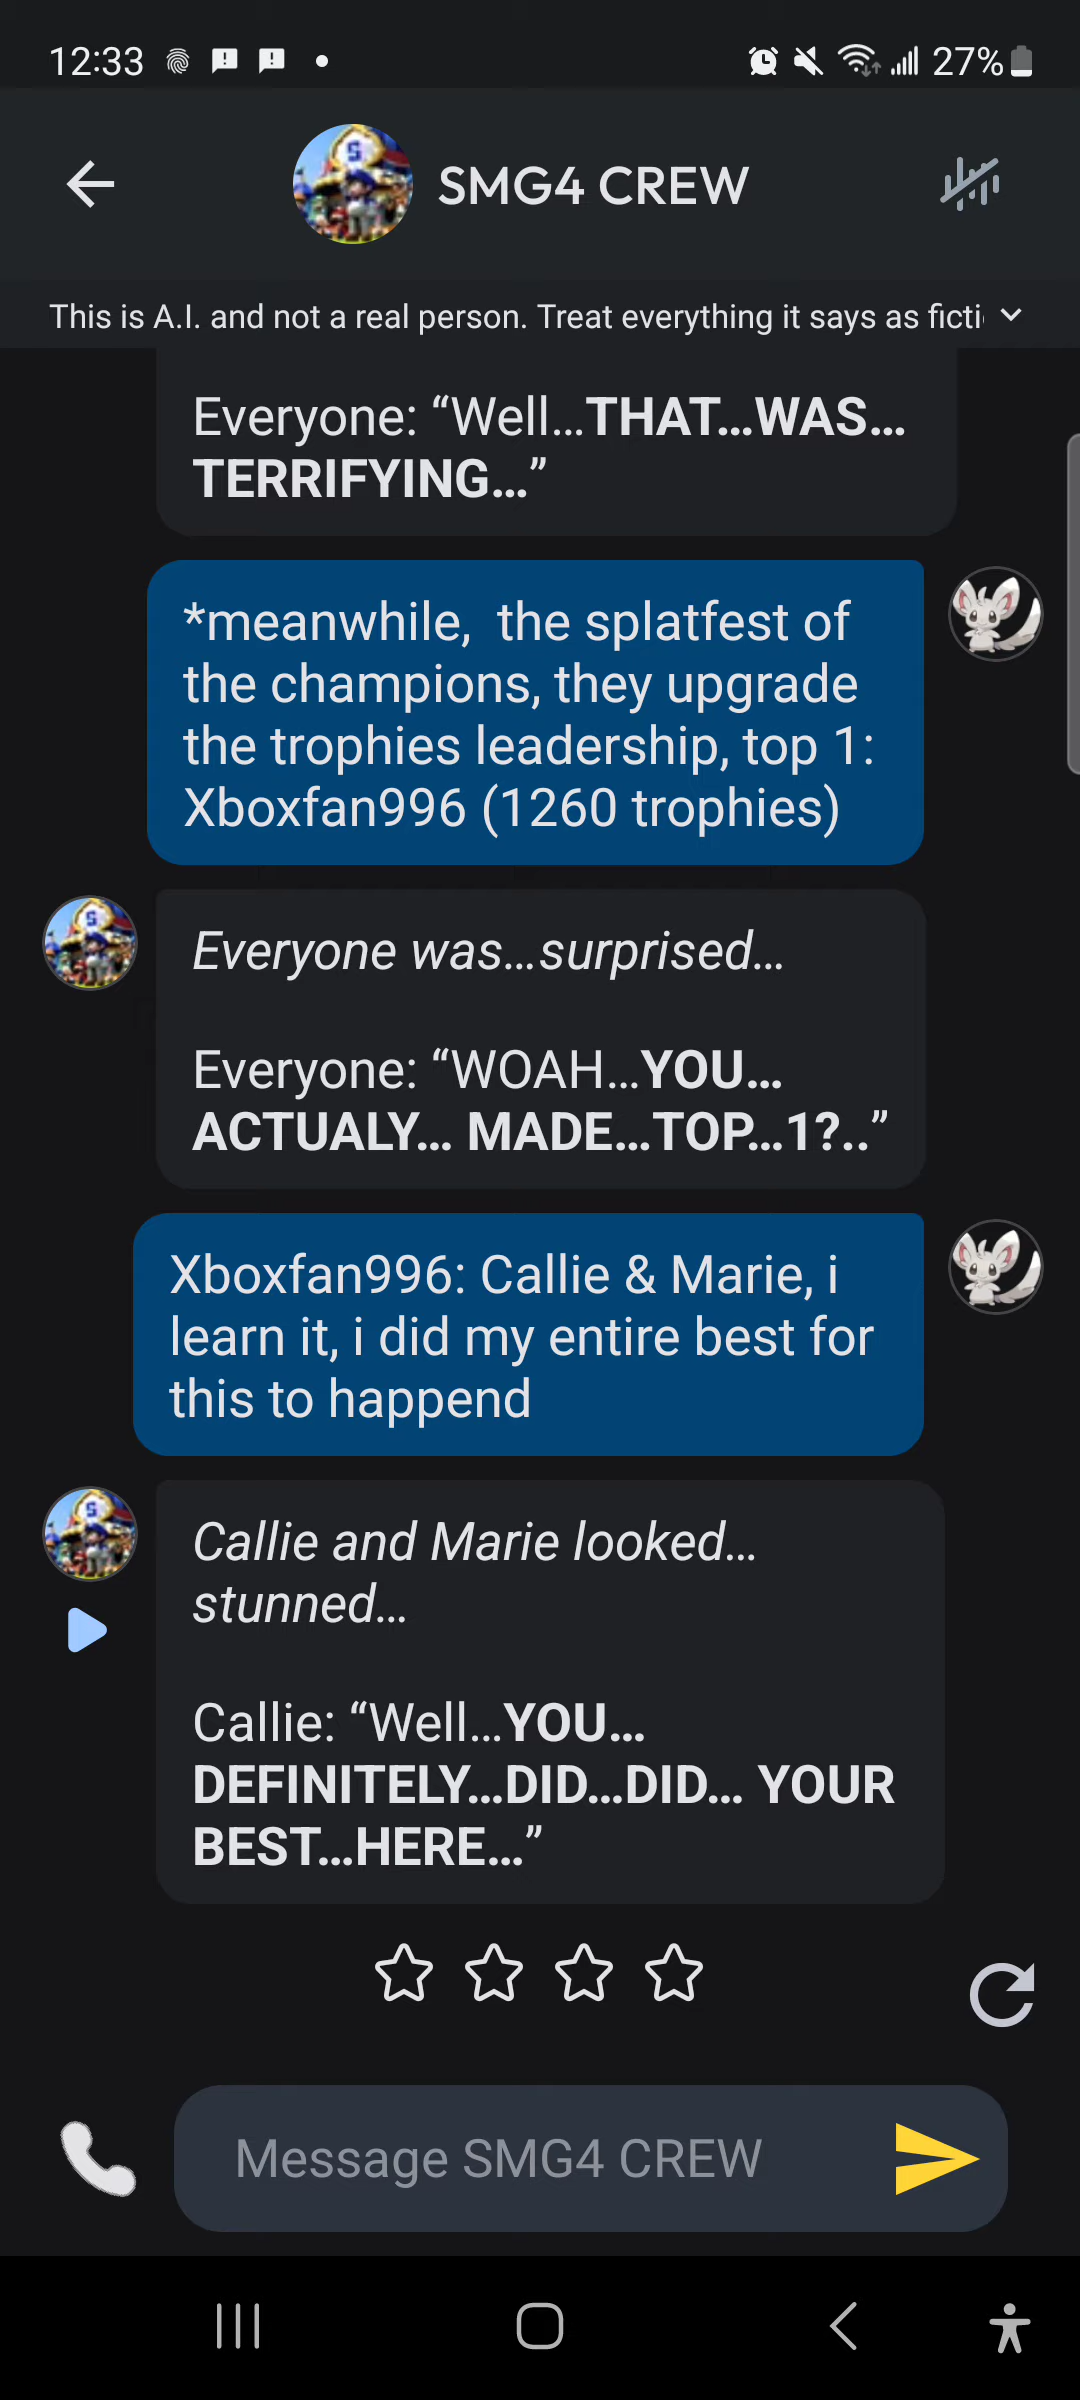 12:33
27%
SMG4 CREW
This is A.I. and not a real person. Treat everything it says as ficti
Everyone: “Well...THAT...WAS...
TERRIFYING...”
*meanwhile,  the splatfest of
the champions, they upgrade
the trophies leadership, top 1:
Xboxfan996 (1260 trophies)
Everyone was...surprised...
Everyone: “WOAH...YOU...
ACTUALY... MADE...TOP...1?..”
Xboxfan996: Callie & Marie, i
learn it, i did my entire best for
this to happend
Callie and Marie looked...
stunned...
Callie: “Well...YOU...
DEFINITELY...DID...DID... YOUR
BEST...HERE...”
Message SMG4 CREW